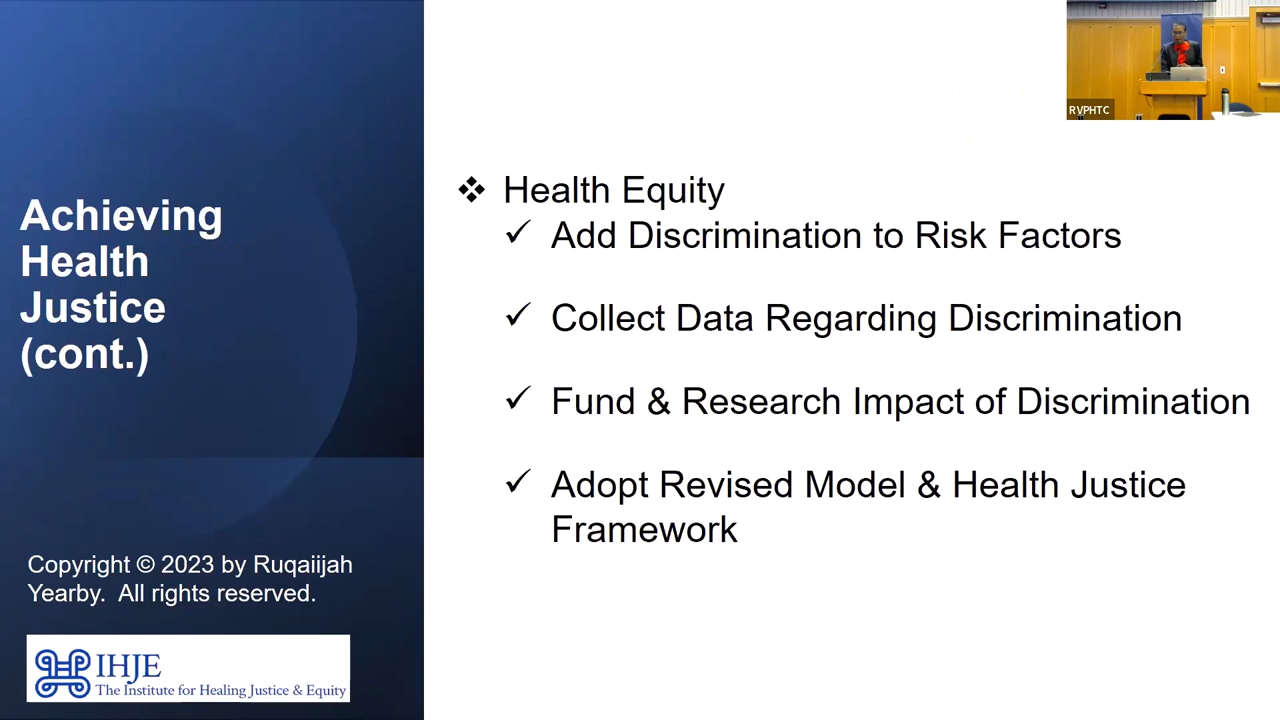 Achieving
Health
Justice
(cont.)
Copyright © 2023 by Ruqaiijah
Yearby.  All rights reserved.
IHJE
The Institute for Healing Justice & Equity
❖ Health Equity
✓ Add Discrimination to Risk Factors
✓ Collect Data Regarding Discrimination
✓ Fund & Research Impact of Discrimination
✓ Adopt Revised Model & Health Justice
Framework
RVPHTC